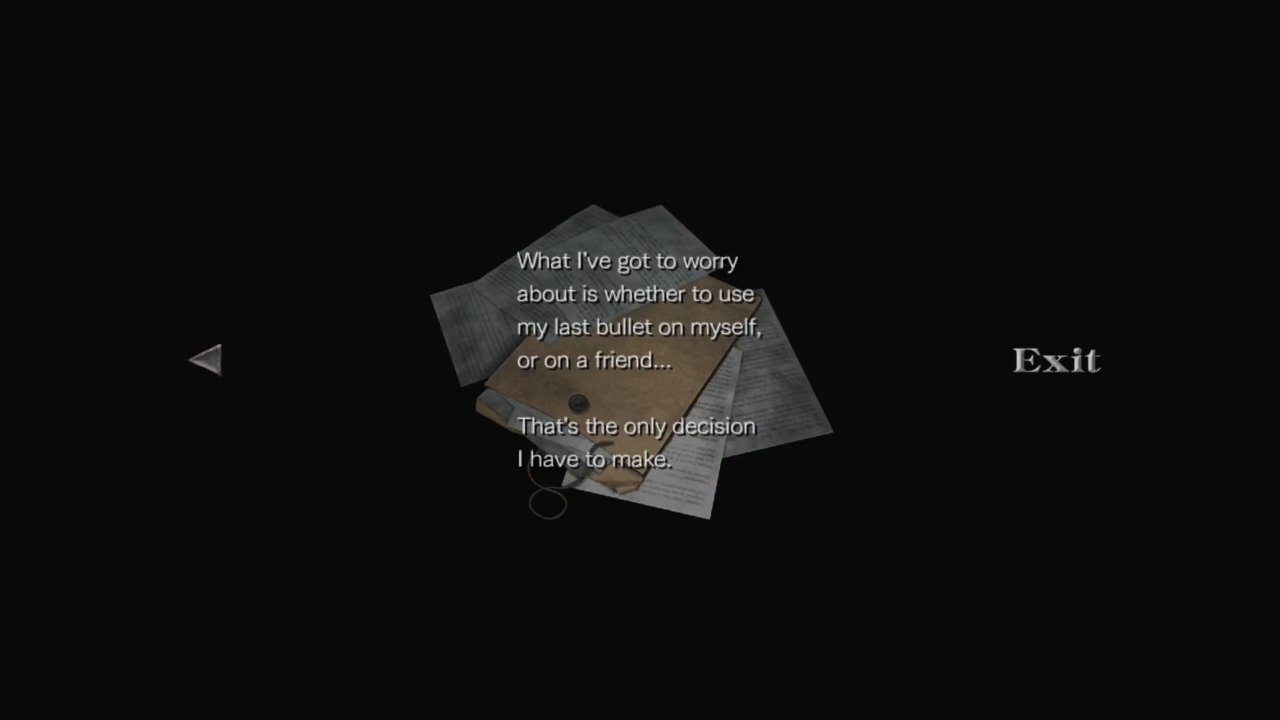 What I've got to worry
about is whether to use
my last bullet on myself,
or on a friend...
That's the only decision
I have to make.
Exit